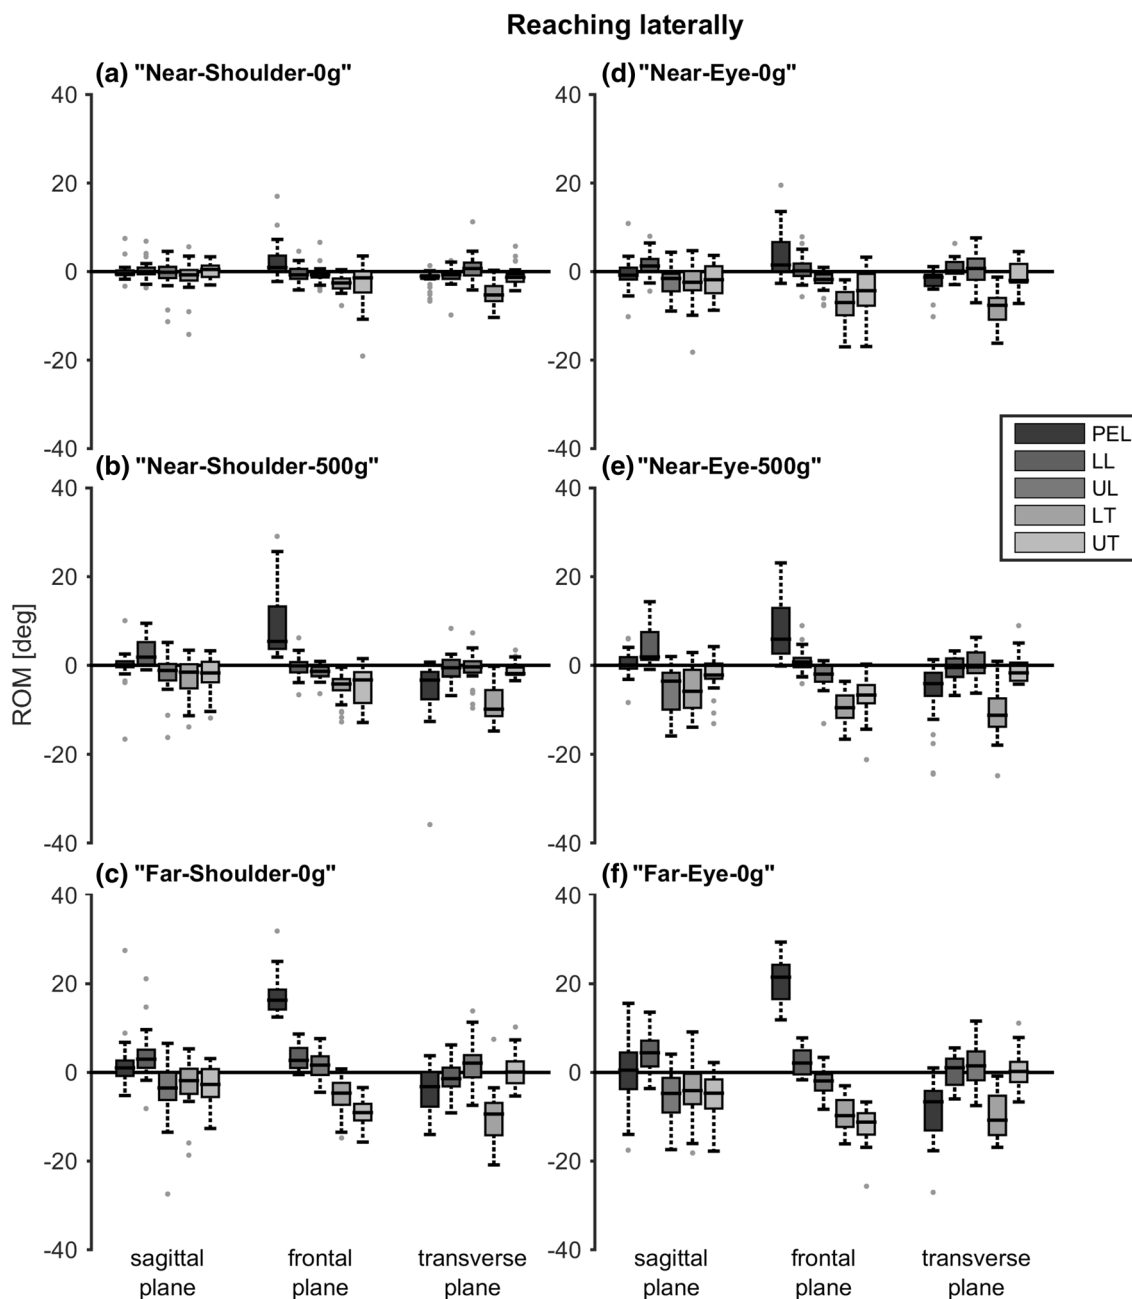 Reaching laterally
(a) "Near-Shoulder-0g"
40
20
0
-20
-40
(d) "Near-Eye-0g"
40
20
0
-20
-40
PEL
LL
UL
LT
UT
(b) "Near-Shoulder-500g"
40
20
0
-20
-40
ROM [deg]
(e) "Near-Eye-500g"
40
20
0
-20
-40
(c) "Far-Shoulder-0g"
40
20
0
-20
-40
sagittal
plane
frontal
plane
transverse
plane
(f) "Far-Eye-0g"
40
20
0
-20
-40
sagittal
plane
frontal
plane
transverse
plane